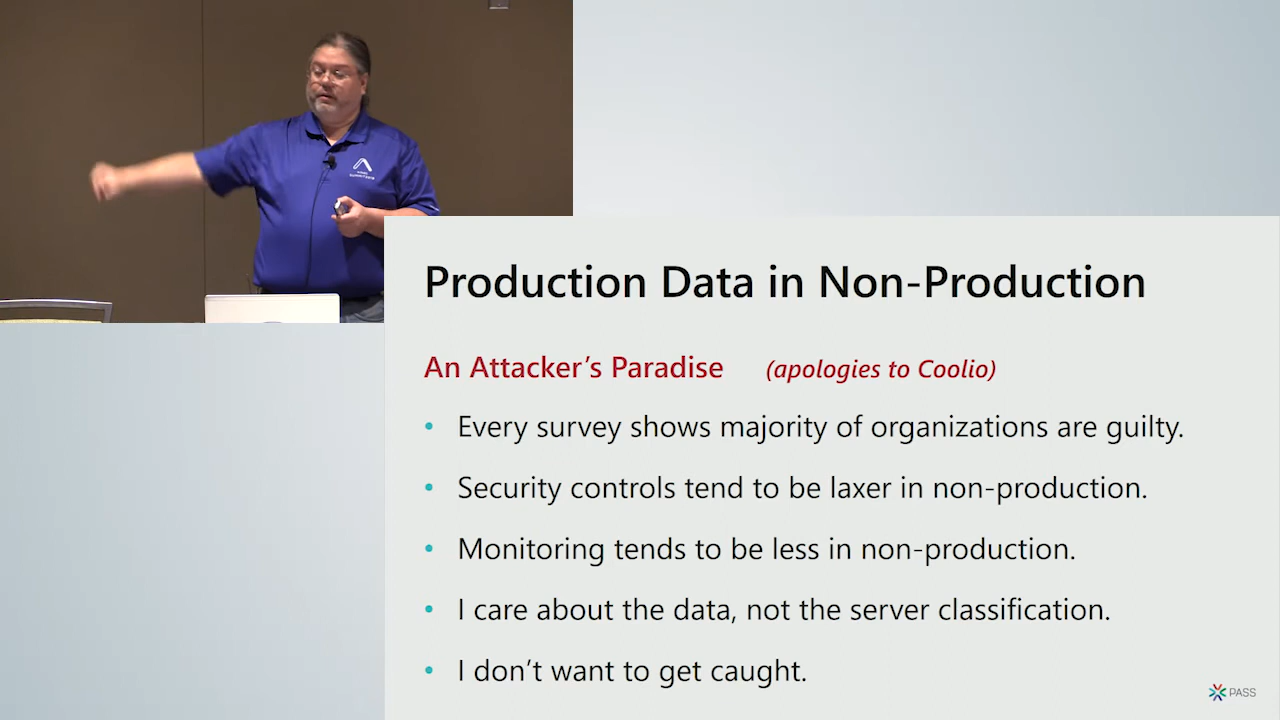 Production Data in Non-Production
An Attacker's Paradise (apologies to Coolio)
• Every survey shows majority of organizations are guilty.
• Security controls tend to be laxer in non-production.
• Monitoring tends to be less in non-production.
• I care about the data, not the server classification.
• I don't want to get caught.
PASS